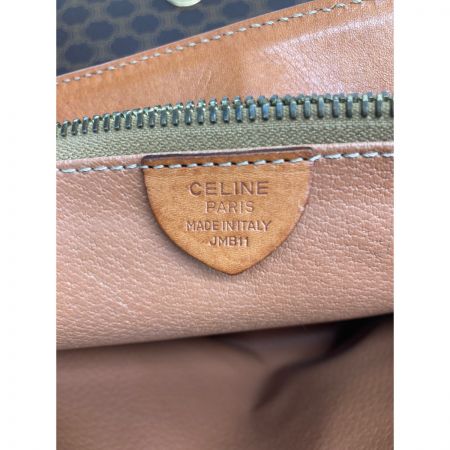 CELINE
PARIS
MADE IN ITALY
JMB11